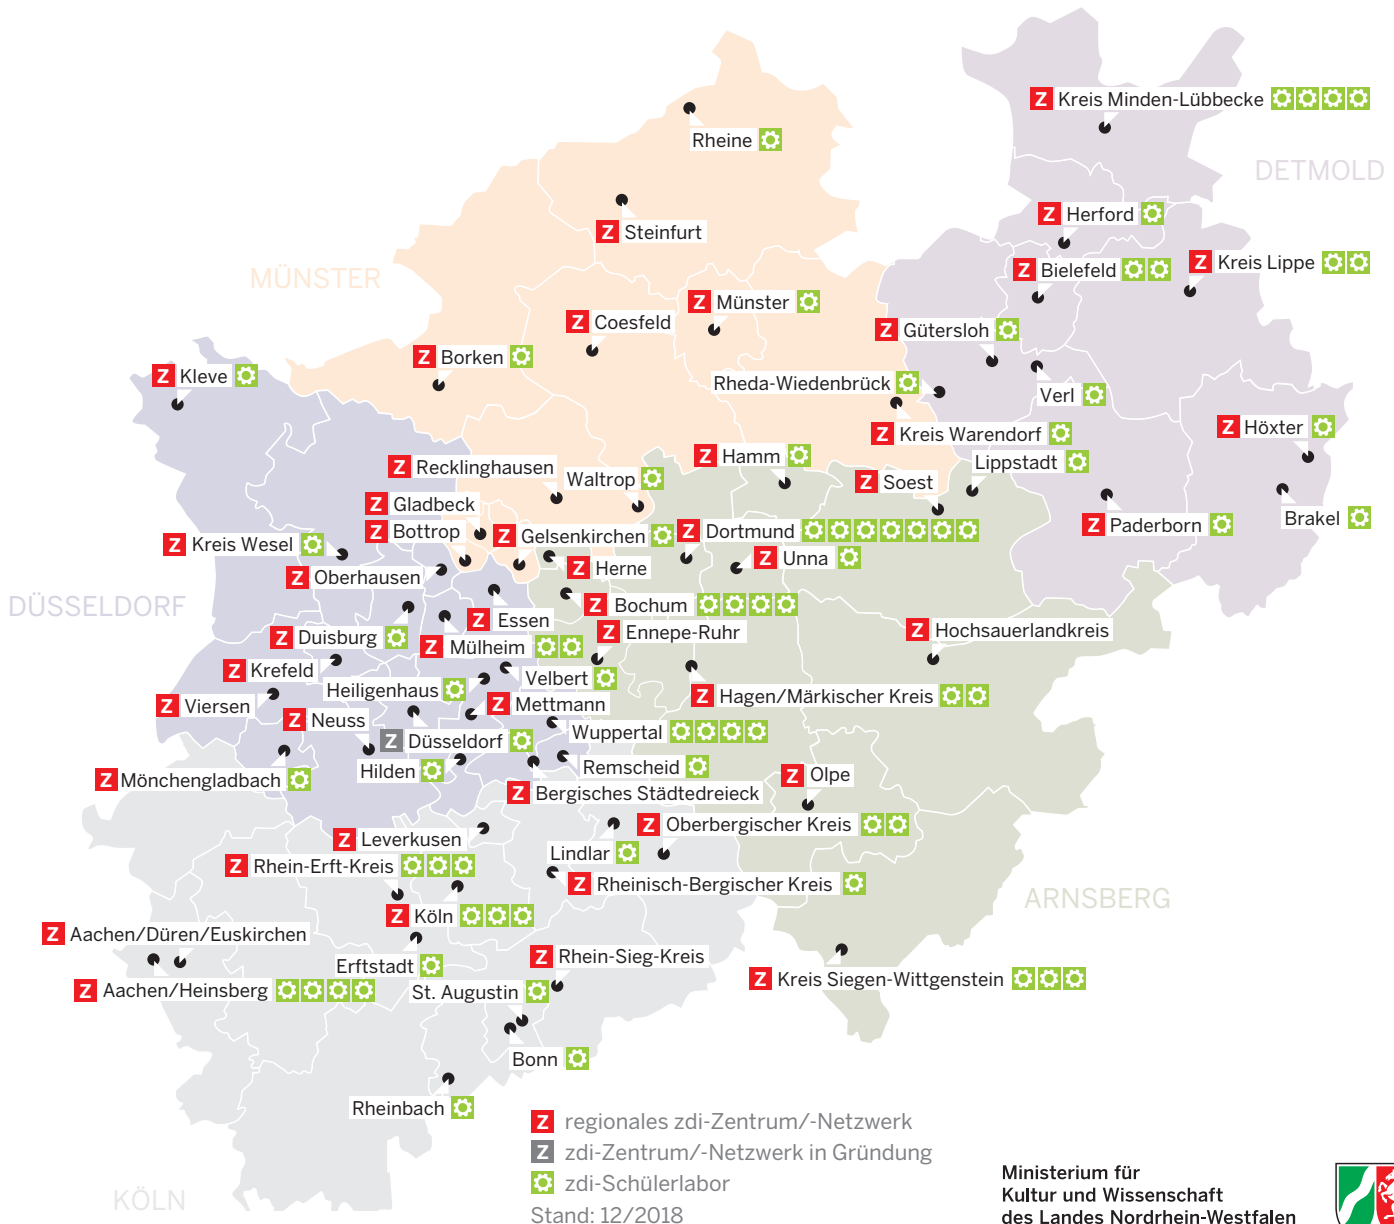 Z Kreis Minden-Lübbecke
Rheine
DETMOLD
Z Herford
Z Steinfurt
Z Kreis Lippe
Z Bielefeld
MÜNSTER
Z Münster
Z Coesfeld
Z Gütersloh
Z Borken
Z Kleve
Rheda-Wiedenbrück
Verl
Z Höxter
Z Kreis Warendorf
Z Hamm
Lippstadt
Z Recklinghausen
Waltrop
Z Soest
Z Gladbeck
Brakel
Z Paderborn
Z Bottrop
Z Gelsenkirchen
Z Dortmund
Z Kreis Wesel
Z Unna
Z Herne
Z Oberhausen
DÜSSELDORF
Z Bochum
Z Essen
Z Ennepe-Ruhr
Z Hochsauerlandkreis
Z Duisburg
Z Mülheim
Z Krefeld
Velbert
Heiligenhaus
Z Hagen/Märkischer Kreis
Z Viersen
Z Mettmann
Z Neuss
Wuppertal
Z Düsseldorf
Remscheid
Hilden
Z Olpe
Z Mönchengladbach
Z Bergisches Städtedreieck
Z Oberbergischer Kreis
Z Leverkusen
Lindlar
Z Rhein-Erft-Kreis
Z Rheinisch-Bergischer Kreis
ARNSBERG
Z Köln
Z Aachen/Düren/Euskirchen
Z Rhein-Sieg-Kreis
Erftstadt
Z Kreis Siegen-Wittgenstein
Z Aachen/Heinsberg
St. Augustin
Bonn
Rheinbach
KÖLN
Z regionales zdi-Zentrum/-Netzwerk
Z zdi-Zentrum/-Netzwerk in Gründung
zdi-Schülerlabor
Stand: 12/2018
Ministerium für
Kultur und Wissenschaft
des Landes Nordrhein-Westfalen